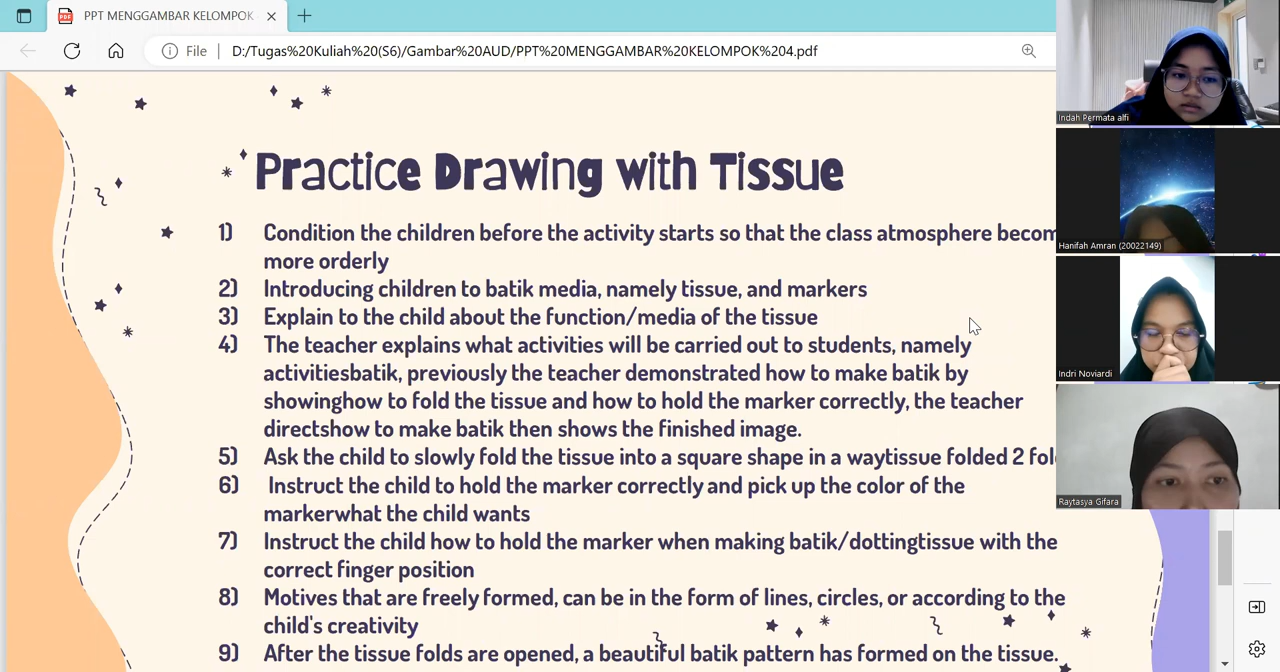 PPT MENGGAMBAR KELOMPOK
File
D:/Tugas%20Kuliah%20(S6)/Gambar%20AUD/PPT%20MENGGAMBAR%20KELOMPOK%204.pdf
Practice Drawing with Tissue
1) Condition the children before the activity starts so that the class atmosphere becom
more orderly
2) Introducing children to batik media, namely tissue, and markers
3) Explain to the child about the function/media of the tissue
4) The teacher explains what activities will be carried out to students, namely
activitiesbatik, previously the teacher demonstrated how to make batik by
showinghow to fold the tissue and how to hold the marker correctly, the teacher
directshow to make batik then shows the finished image.
5) Ask the child to slowly fold the tissue into a square shape in a waytissue folded 2 fol
6) Instruct the child to hold the marker correctly and pick up the color of the
markerwhat the child wants
7) Instruct the child how to hold the marker when making batik/dottingtissue with the
correct finger position
8) Motives that are freely formed, can be in the form of lines, circles, or according to the
child's creativity
9) After the tissue folds are opened, a beautiful batik pattern has formed on the tissue.
Indah Permata alfi
Hanifah Amran (20022149)
Indri Noviardi
Raytasya Gifara